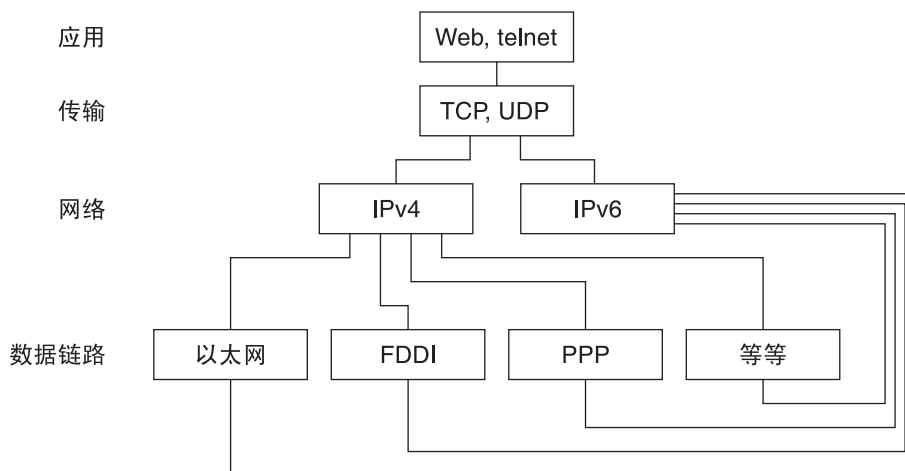 应用
Web, telnet
传输
TCP, UDP
网络
IPv4
IPv6
数据链路
以太网
FDDI
PPP
等等